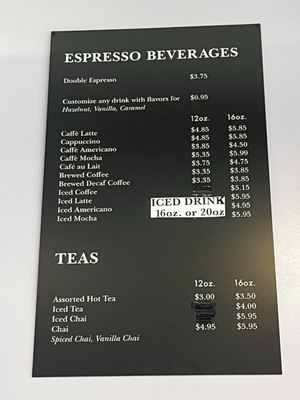 ESPRESSO BEVERAGES
Double Espresso $3.75
Customize any drink with flavors for $0.95
Hazelnut, Vanilla, Caramel
12oz. 16oz.
Caffè Latte $4.85 $5.85
Cappuccino $4.85 $5.85
Caffè Americano $3.85 $4.50
Caffè Mocha $5.35 $5.99
Café au Lait $3.75 $4.75
Brewed Coffee $3.35 $3.85
Brewed Decaf Coffee $3.35 $3.85
Iced Coffee $5.15
Iced Latte $5.95
Iced Americano $4.95
Iced Mocha $5.95
ICED DRINK
16oz. or 20oz
TEAS
12oz. 16oz.
Assorted Hot Tea $3.00 $3.50
Iced Tea $4.00
Iced Chai $5.95
Chai $4.95 $5.95
Spiced Chai, Vanilla Chai